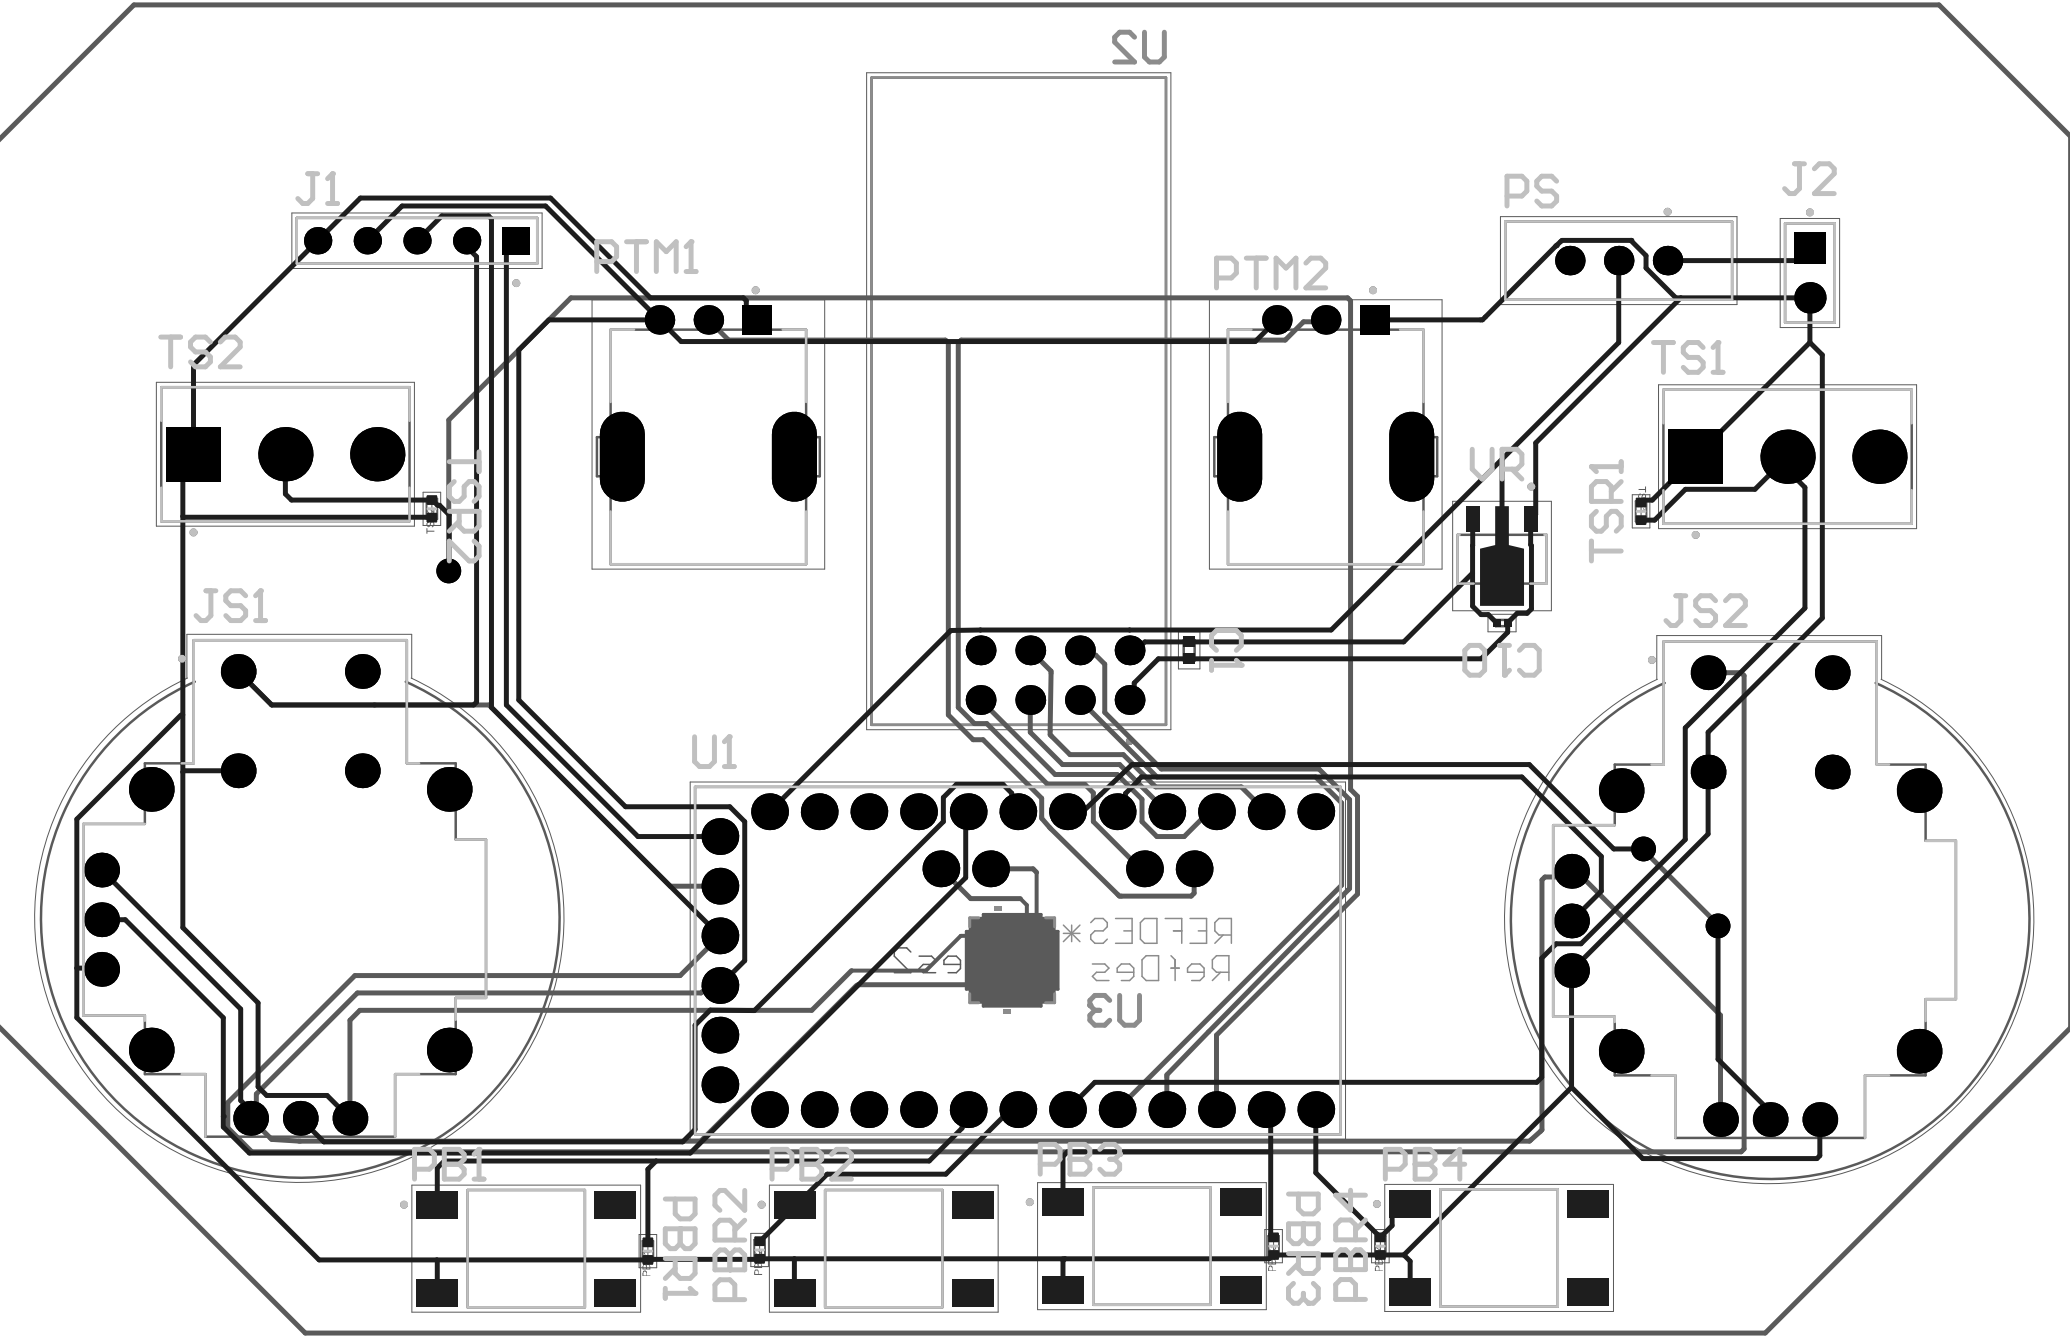 U2
J1
PS
J2
PTM1
PTM2
TS2
TS1
VR
TSR1
TSR2
JS1
JS2
C1
C10
U1
*REFDES
RefDes
U3
PB1
PB2
PB3
PB4
PBR1
PBR2
PBR3
PBR4